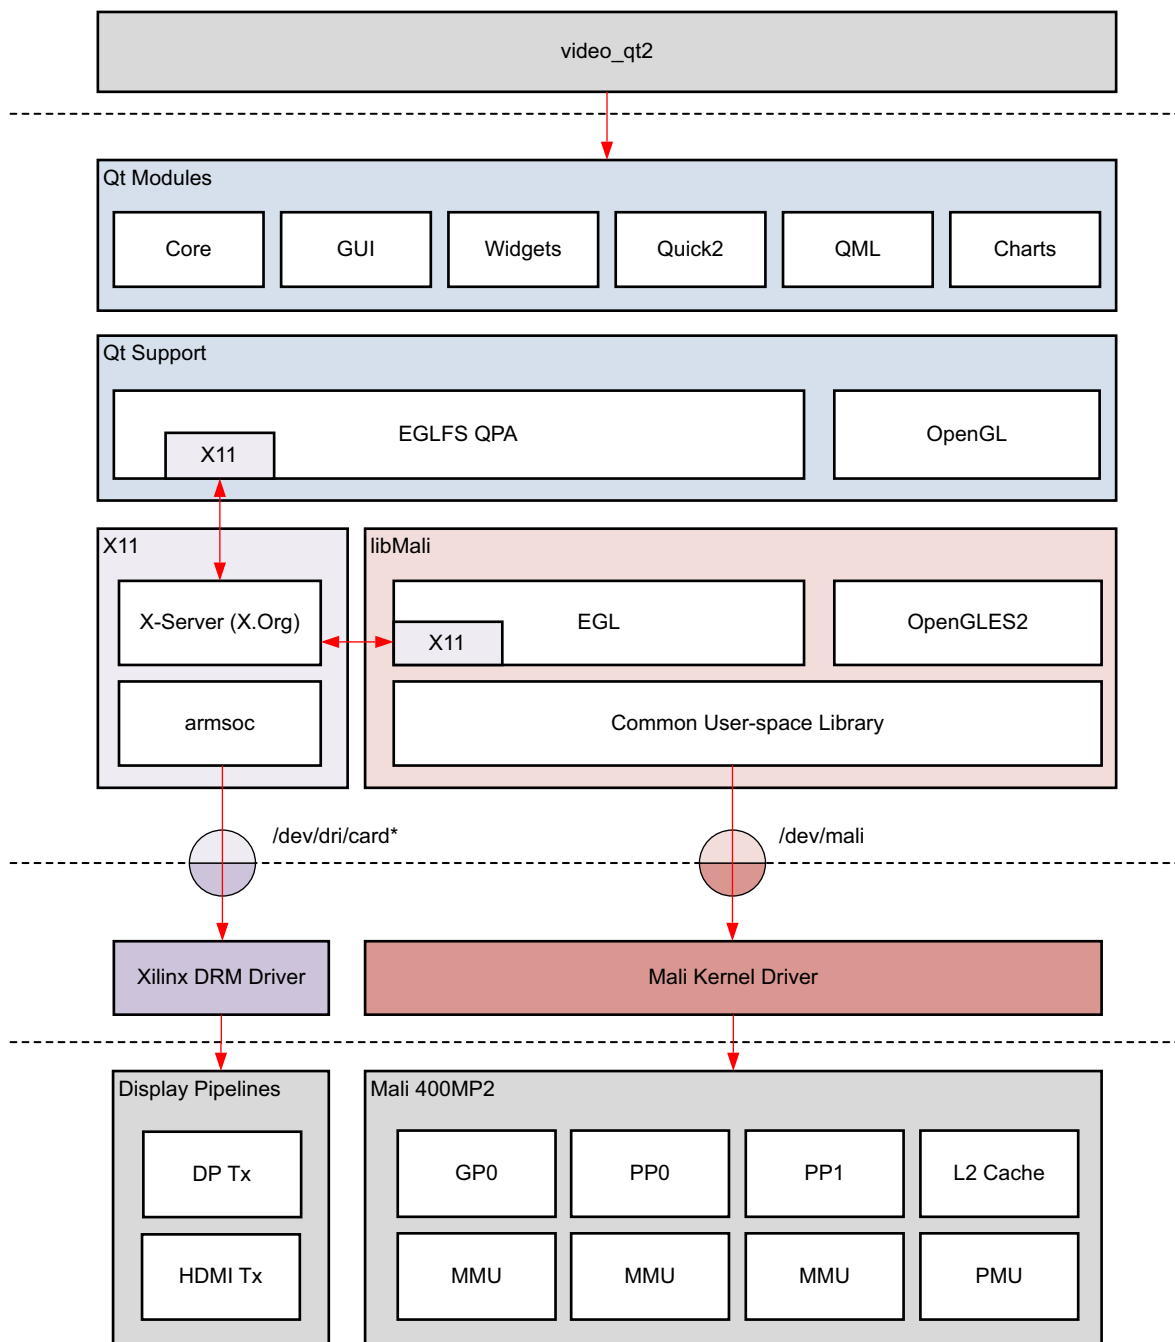 video_qt2
Qt Modules
Core
GUI
Widgets
Quick2
QML
Charts
Qt Support
EGLFS QPA
X11
OpenGL
X11
X-Server (X.Org)
armsoc
libMali
EGL
X11
OpenGLES2
Common User-space Library
/dev/dri/card*
/dev/mali
Xilinx DRM Driver
Mali Kernel Driver
Display Pipelines
DP Tx
HDMI Tx
Mali 400MP2
GP0
PP0
PP1
L2 Cache
MMU
MMU
MMU
PMU